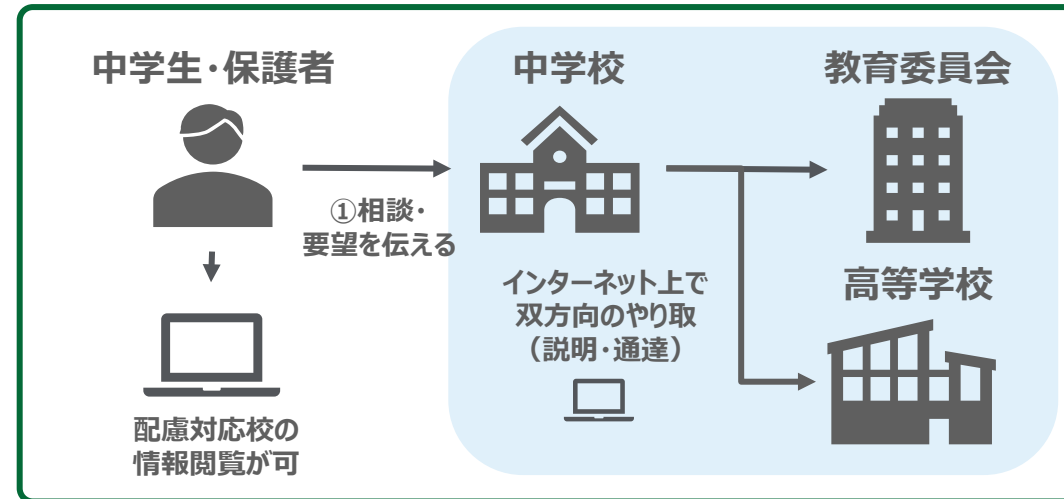 中学生・保護者
中学校
教育委員会
①相談・
要望を伝える
インターネット上で
双方向のやり取
（説明・通達）
高等学校
配慮対応校の
情報閲覧が可